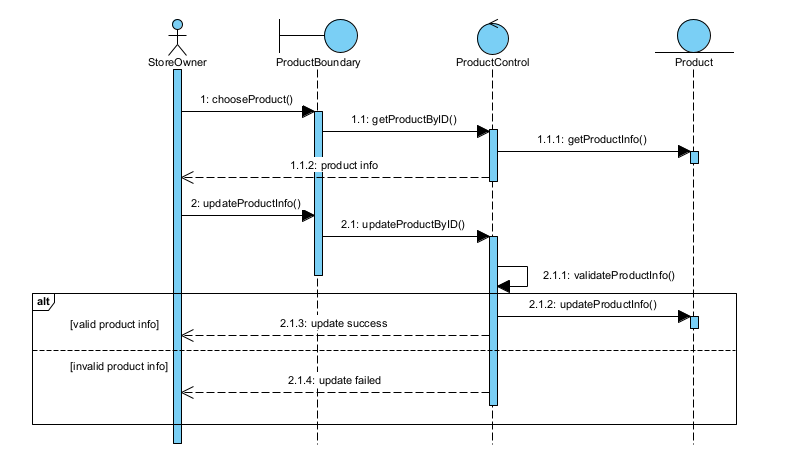 StoreOwner
ProductBoundary
ProductControl
Product
1: chooseProduct()
1.1: getProductByID()
1.1.1: getProductInfo()
1.1.2: product info
2: updateProductInfo()
2.1: updateProductByID()
2.1.1: validateProductInfo()
alt
2.1.2: updateProductInfo()
[valid product info]
2.1.3: update success
[invalid product info]
2.1.4: update failed